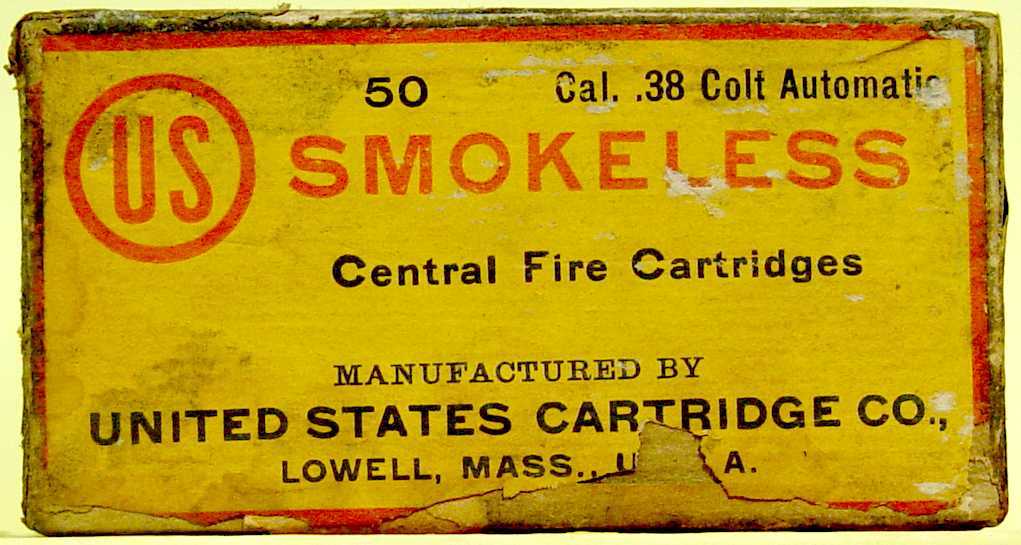 50 Cal. .38 Colt Automatic
US SMOKELESS
Central Fire Cartridges
MANUFACTURED BY
UNITED STATES CARTRIDGE CO.,
LOWELL, MASS., U A.